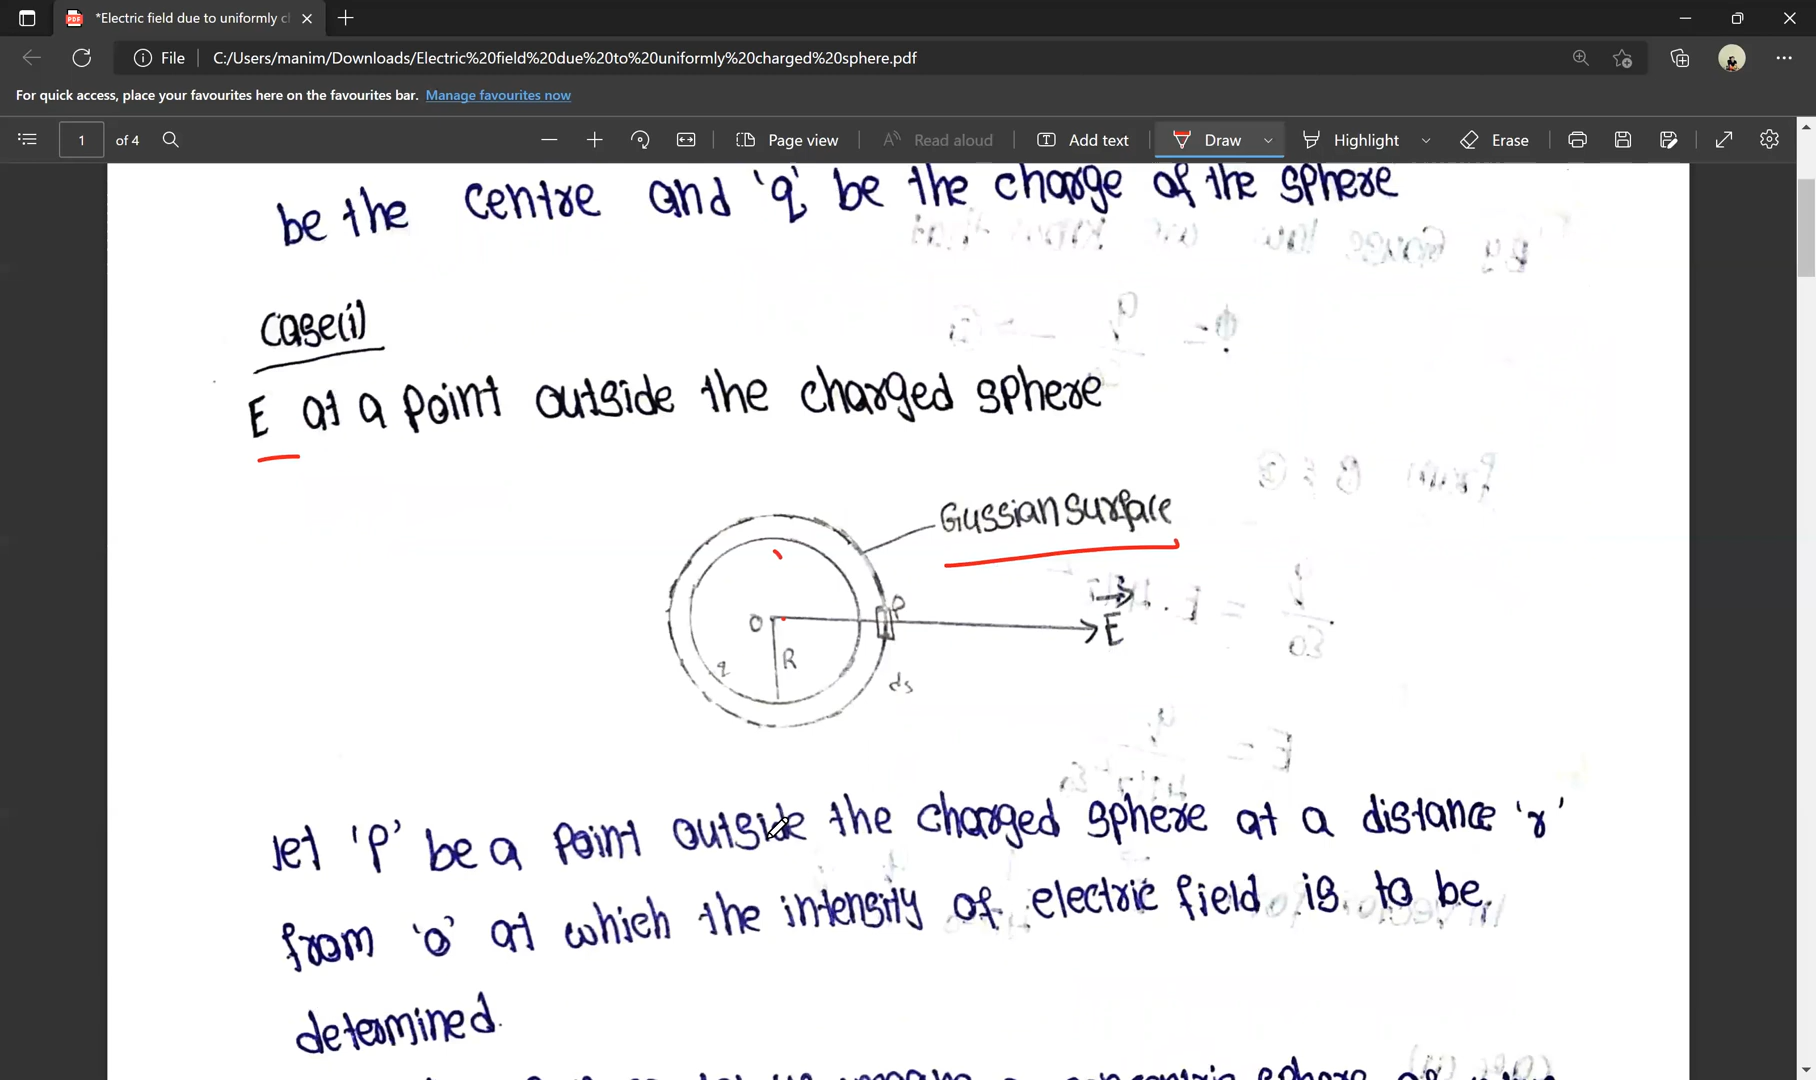 *Electric field due to uniformly cl
File C:/Users/manim/Downloads/Electric%20field%20due%20to%20uniformly%20charged%20sphere.pdf
For quick access, place your favourites here on the favourites bar. Manage favourites now
1 of 4 Page view Read aloud Add text Draw Highlight Erase
be the centre and 'q' be the charge of the sphere
Case(i)
E at a point outside the charged sphere
Gussian surface
P
O
E
R
q
ds
let 'P' be a point outside the charged sphere at a distance 'r'
from 'o' at which the intensity of electric field is to be
determined.